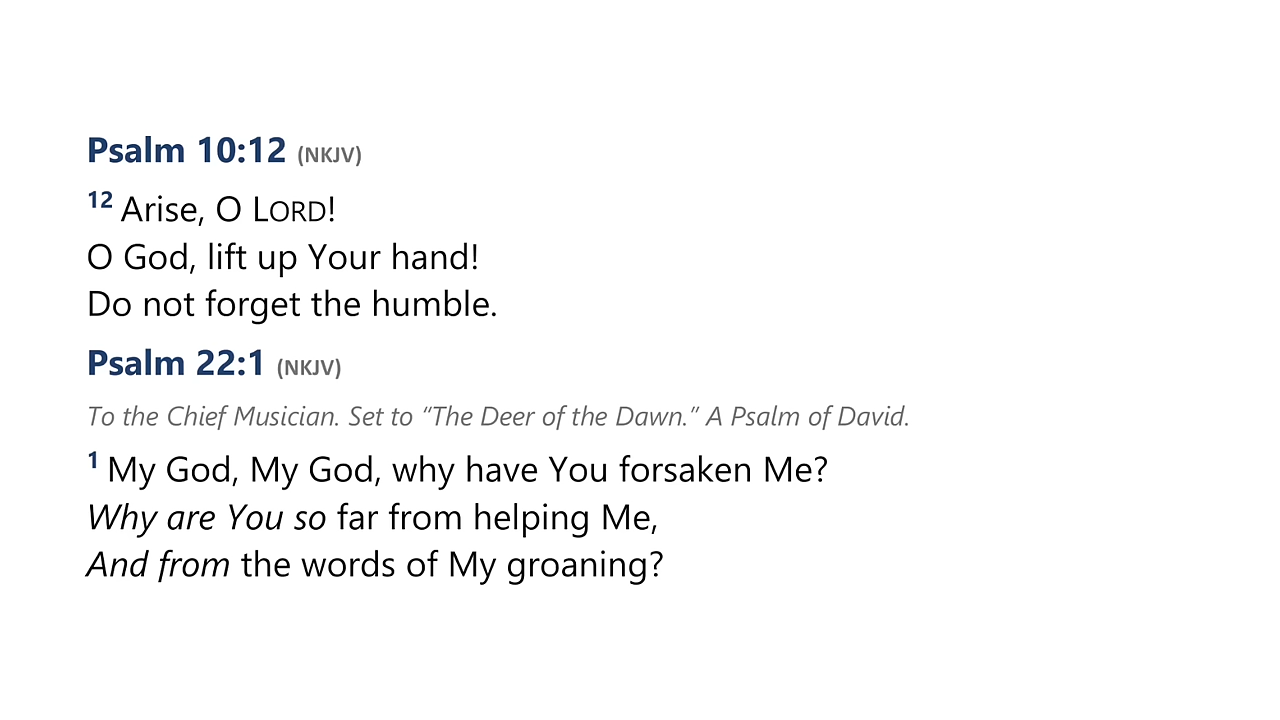 Psalm 10:12 (NKJV)
12 Arise, O LORD!
O God, lift up Your hand!
Do not forget the humble.
Psalm 22:1 (NKJV)
To the Chief Musician. Set to “The Deer of the Dawn.” A Psalm of David.
1 My God, My God, why have You forsaken Me?
Why are You so far from helping Me,
And from the words of My groaning?